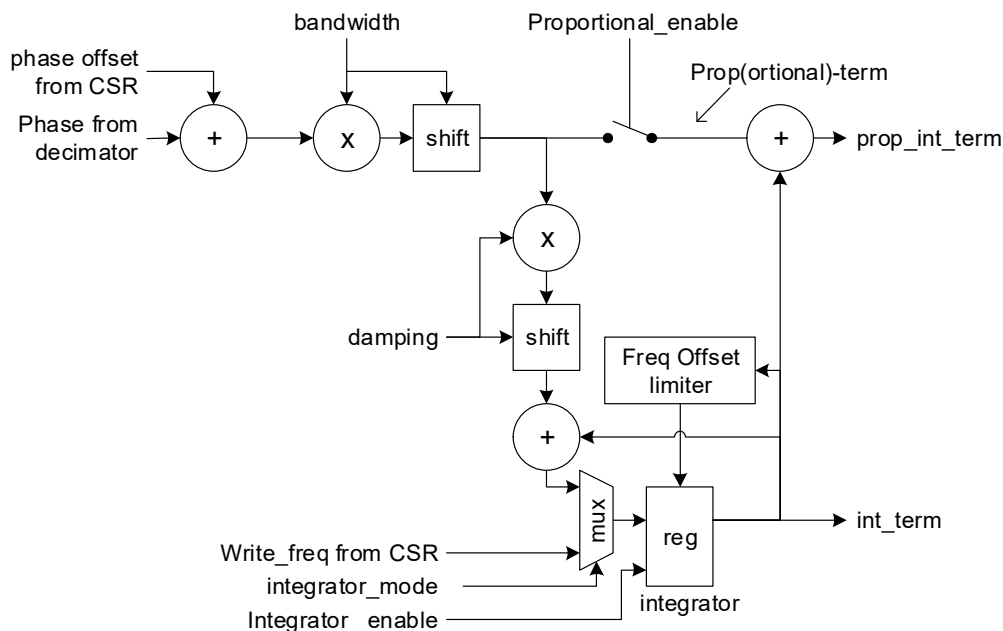 bandwidth
Proportional_enable
phase offset
from CSR
Prop(ortional)-term
Phase from
decimator
+
x
shift
+
prop_int_term
x
damping
shift
Freq Offset
limiter
+
mux
reg
int_term
Write_freq from CSR
integrator_mode
Integrator enable
integrator